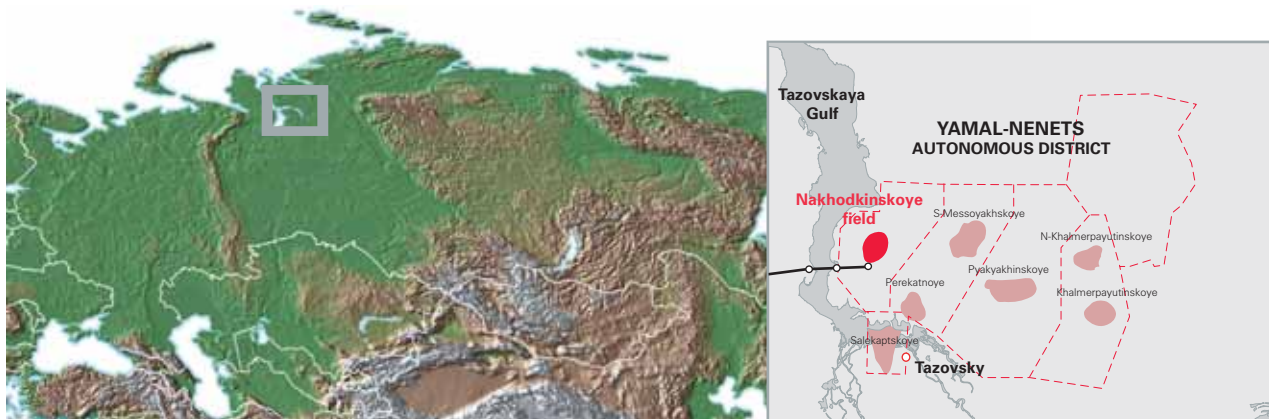 Tazovskaya
Gulf
YAMAL-NENETS
AUTONOMOUS DISTRICT
Nakhodkinskoye
field
S-Messoyakhskoye
N-Khalmerpayutinskoye
Pyakyakhinskoye
Perekatnoye
Khalmerpayutinskoye
Salekaptskoye
Tazovsky